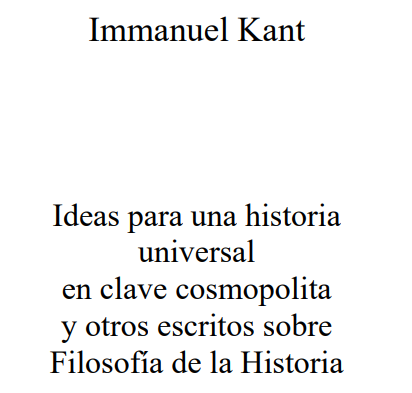 Immanuel Kant
Ideas para una historia
universal
en clave cosmopolita
y otros escritos sobre
Filosofía de la Historia